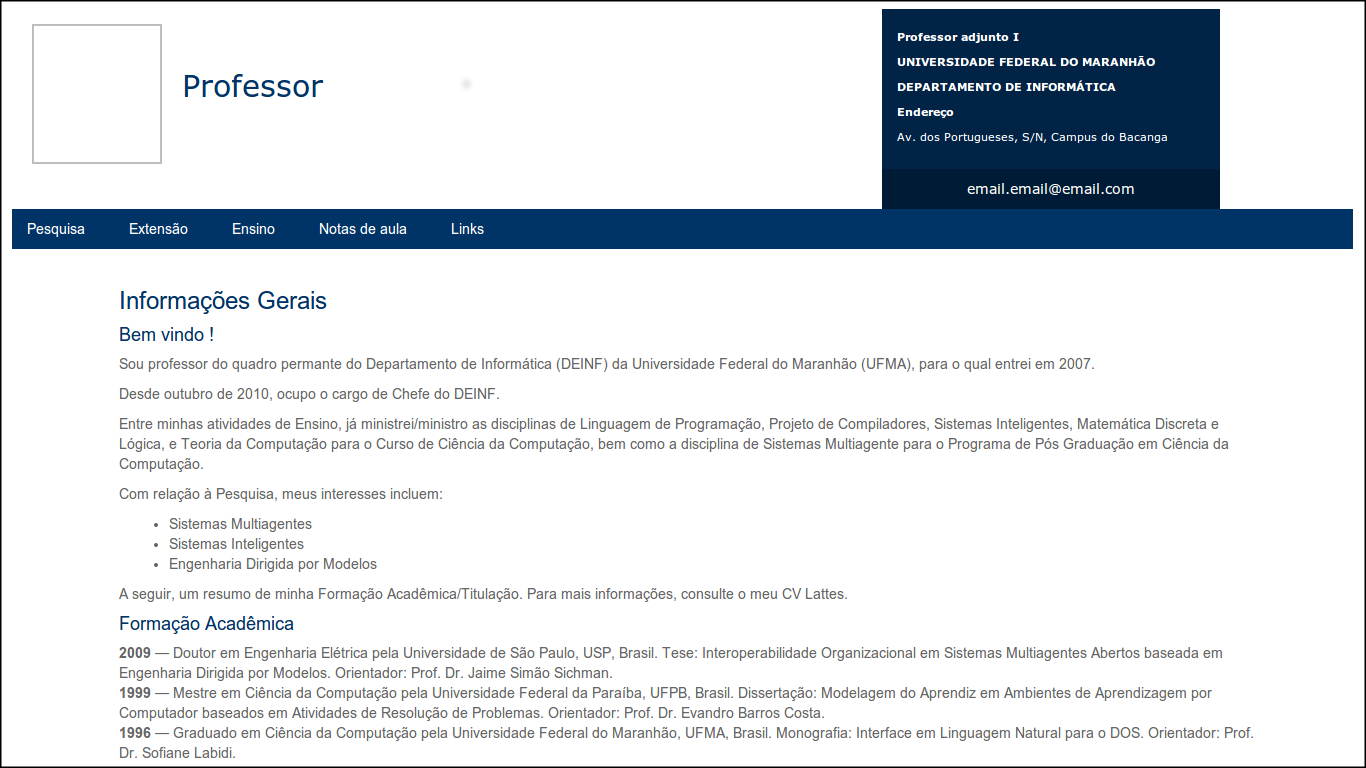 Professor
Professor adjunto I
UNIVERSIDADE FEDERAL DO MARANHÃO
DEPARTAMENTO DE INFORMÁTICA
Endereço
Av. dos Portugueses, S/N, Campus do Bacanga
email.email@email.com
Pesquisa Extensão Ensino Notas de aula Links
Informações Gerais
Bem vindo !
Sou professor do quadro permante do Departamento de Informática (DEINF) da Universidade Federal do Maranhão (UFMA), para o qual entrei em 2007.
Desde outubro de 2010, ocupo o cargo de Chefe do DEINF.
Entre minhas atividades de Ensino, já ministrei/ministro as disciplinas de Linguagem de Programação, Projeto de Compiladores, Sistemas Inteligentes, Matemática Discreta e
Lógica, e Teoria da Computação para o Curso de Ciência da Computação, bem como a disciplina de Sistemas Multiagente para o Programa de Pós Graduação em Ciência da
Computação.
Com relação à Pesquisa, meus interesses incluem:
• Sistemas Multiagentes
• Sistemas Inteligentes
• Engenharia Dirigida por Modelos
A seguir, um resumo de minha Formação Acadêmica/Titulação. Para mais informações, consulte o meu CV Lattes.
Formação Acadêmica
2009 — Doutor em Engenharia Elétrica pela Universidade de São Paulo, USP, Brasil. Tese: Interoperabilidade Organizacional em Sistemas Multiagentes Abertos baseada em
Engenharia Dirigida por Modelos. Orientador: Prof. Dr. Jaime Simão Sichman.
1999 — Mestre em Ciência da Computação pela Universidade Federal da Paraíba, UFPB, Brasil. Dissertação: Modelagem do Aprendiz em Ambientes de Aprendizagem por
Computador baseados em Atividades de Resolução de Problemas. Orientador: Prof. Dr. Evandro Barros Costa.
1996 — Graduado em Ciência da Computação pela Universidade Federal do Maranhão, UFMA, Brasil. Monografia: Interface em Linguagem Natural para o DOS. Orientador: Prof.
Dr. Sofiane Labidi.